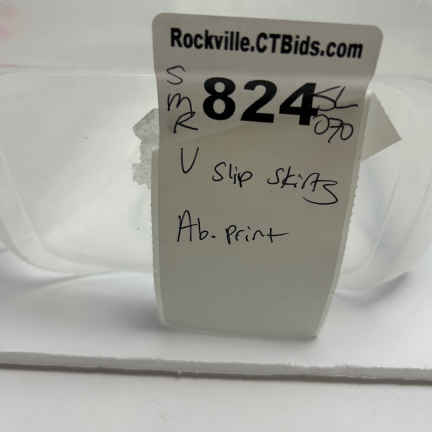 Rockville.CTBids.com
S
M 824 SL
R 070
V slip skirts
Ab. print